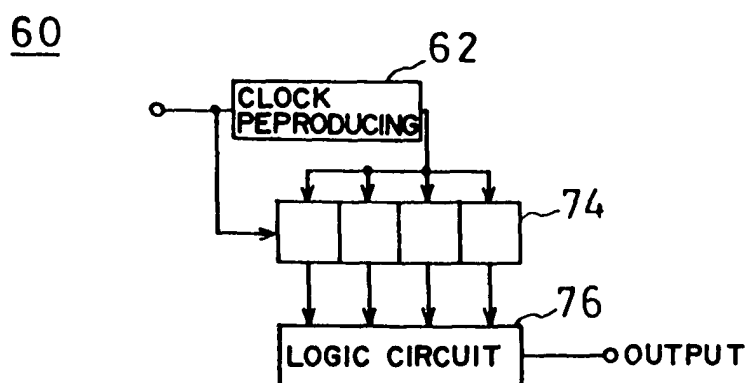 60
62
CLOCK
PEPRODUCING
74
76
LOGIC CIRCUIT
OUTPUT